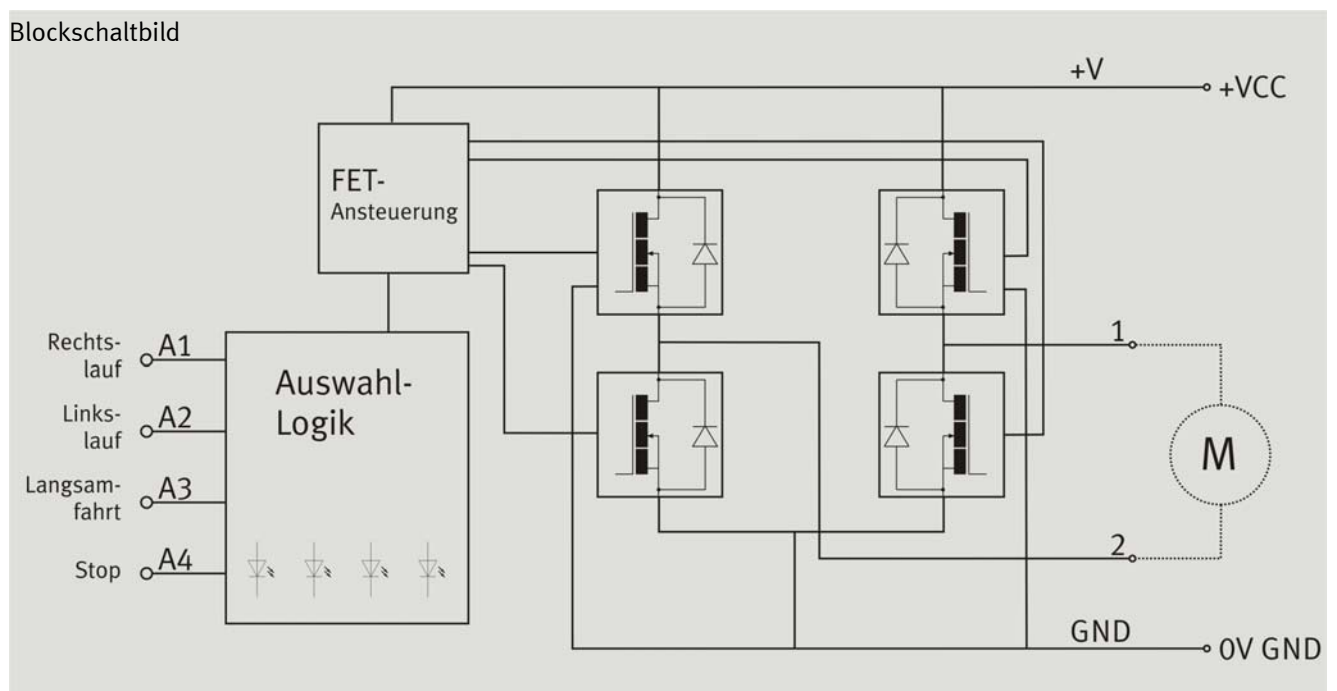 Blockschaltbild
+V
+VCC
FET-
Ansteuerung
Rechts-
lauf
A1
Links-
lauf
A2
Langsam-
fahrt
A3
Stop
A4
Auswahl-
Logik
1
M
2
GND
0V GND